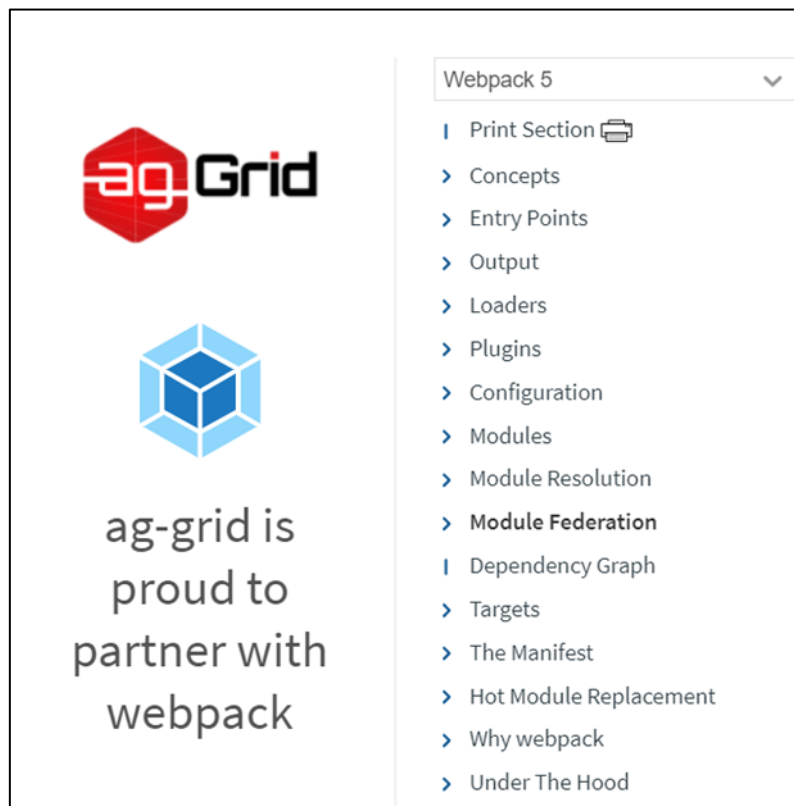 ag Grid
ag-grid is
proud to
partner with
webpack
Webpack 5
Print Section
Concepts
Entry Points
Output
Loaders
Plugins
Configuration
Modules
Module Resolution
Module Federation
Dependency Graph
Targets
The Manifest
Hot Module Replacement
Why webpack
Under The Hood